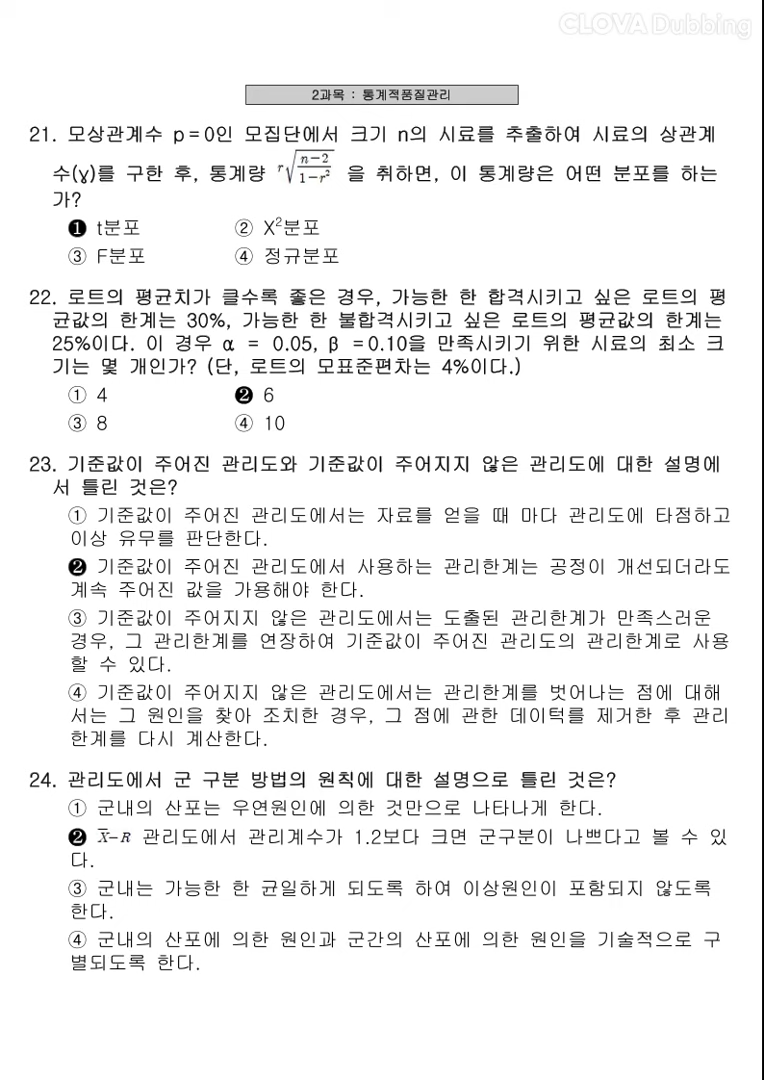 CLOVA Dubbing
2과목 : 통계적품질관리
21. 모상관계수 p=0인 모집단에서 크기 n의 시료를 추출하여 시료의 상관계
수(ɣ)를 구한 후, 통계량 r√((n-2)/(1-r²)) 을 취하면, 이 통계량은 어떤 분포를 하는
가?
❶ t분포 ② X²분포
③ F분포 ④ 정규분포
22. 로트의 평균치가 클수록 좋은 경우, 가능한 한 합격시키고 싶은 로트의 평
균값의 한계는 30%, 가능한 한 불합격시키고 싶은 로트의 평균값의 한계는
25%이다. 이 경우 α = 0.05, β =0.10을 만족시키기 위한 시료의 최소 크
기는 몇 개인가? (단, 로트의 모표준편차는 4%이다.)
① 4 ❷ 6
③ 8 ④ 10
23. 기준값이 주어진 관리도와 기준값이 주어지지 않은 관리도에 대한 설명에
서 틀린 것은?
① 기준값이 주어진 관리도에서는 자료를 얻을 때 마다 관리도에 타점하고
이상 유무를 판단한다.
❷ 기준값이 주어진 관리도에서 사용하는 관리한계는 공정이 개선되더라도
계속 주어진 값을 가용해야 한다.
③ 기준값이 주어지지 않은 관리도에서는 도출된 관리한계가 만족스러운
경우, 그 관리한계를 연장하여 기준값이 주어진 관리도의 관리한계로 사용
할 수 있다.
④ 기준값이 주어지지 않은 관리도에서는 관리한계를 벗어나는 점에 대해
서는 그 원인을 찾아 조치한 경우, 그 점에 관한 데이턱를 제거한 후 관리
한계를 다시 계산한다.
24. 관리도에서 군 구분 방법의 원칙에 대한 설명으로 틀린 것은?
① 군내의 산포는 우연원인에 의한 것만으로 나타나게 한다.
❷ X̅-R 관리도에서 관리계수가 1.2보다 크면 군구분이 나쁘다고 볼 수 있
다.
③ 군내는 가능한 한 균일하게 되도록 하여 이상원인이 포함되지 않도록
한다.
④ 군내의 산포에 의한 원인과 군간의 산포에 의한 원인을 기술적으로 구
별되도록 한다.